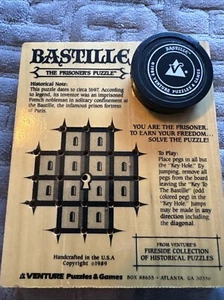 BASTILLE
THE PRISONER'S PUZZLE
Historical Note:
This puzzle dates to circa 1697. According
to legend, its inventor was an imprisoned
French nobleman in solitary confinement at
the Bastille, the infamous prison fortress
of Paris.
BASTILLE
YOU ARE THE PRISONER.
TO EARN YOUR FREEDOM,
SOLVE THE PUZZLE!
To Play:
Place pegs in all but
the "Key Hole." By
jumping, remove all
pegs from the board
leaving the "Key To
the Bastille" (odd
colored peg) in the
"Key Hole." Jumps
may be made in any
direction including
the diagonal.
Handcrafted in the U.S.A.
Copyright ©1989
FROM VENTURE'S
FIRESIDE COLLECTION
OF HISTORICAL PUZZLES
VENTURE Puzzles & Games
BOX 88655 • ATLANTA, GA